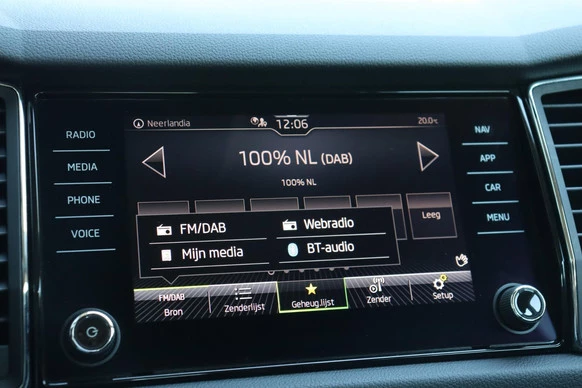 Neerlandia
12:06
20.0°C
RADIO
MEDIA
PHONE
VOICE
NAV
APP
CAR
MENU
100% NL (DAB)
100% NL
Leeg
FM/DAB
Webradio
Mijn media
BT-audio
FM/DAB
Bron
Zenderlijst
Geheug.lijst
Zender
Setup